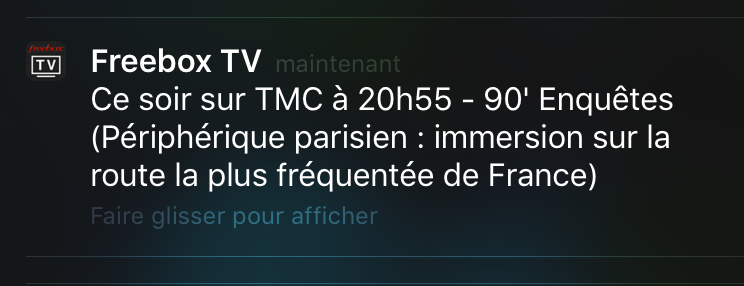 freebox
TV
Freebox TV maintenant
Ce soir sur TMC à 20h55 - 90' Enquêtes
(Périphérique parisien : immersion sur la
route la plus fréquentée de France)
Faire glisser pour afficher